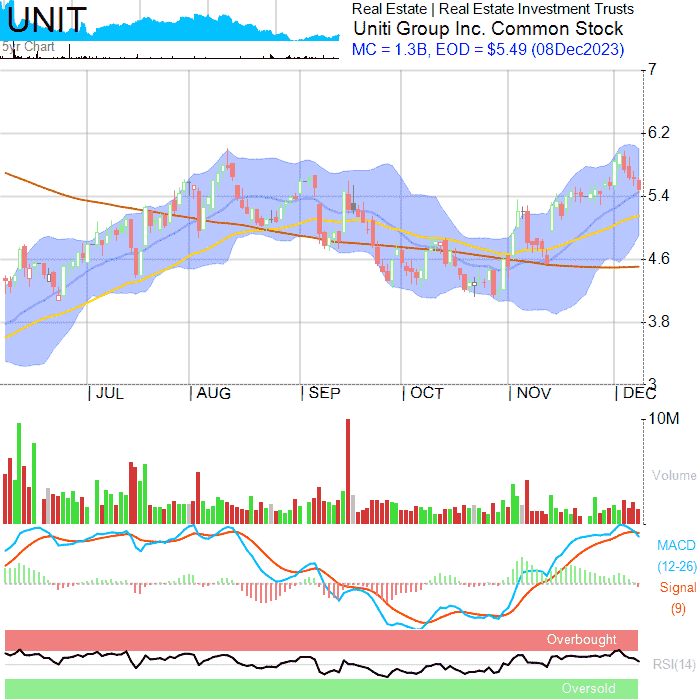 UNIT
5yr Chart
Real Estate | Real Estate Investment Trusts
Uniti Group Inc. Common Stock
MC = 1.3B, EOD = $5.49 (08Dec2023)
7
6.2
5.4
4.6
3.8
3
| JUL | AUG | SEP | OCT | NOV | DEC
10M
Volume
MACD
(12-26)
Signal
(9)
Overbought
RSI(14)
Oversold